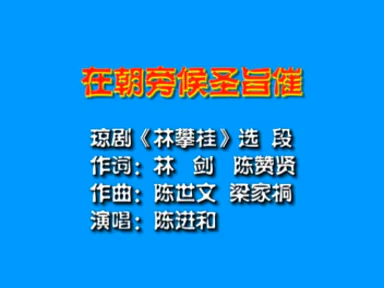 在朝旁候圣旨催
琼剧《林攀桂》选 段
作词：林 剑 陈赞贤
作曲：陈世文 梁家桐
演唱：陈进和